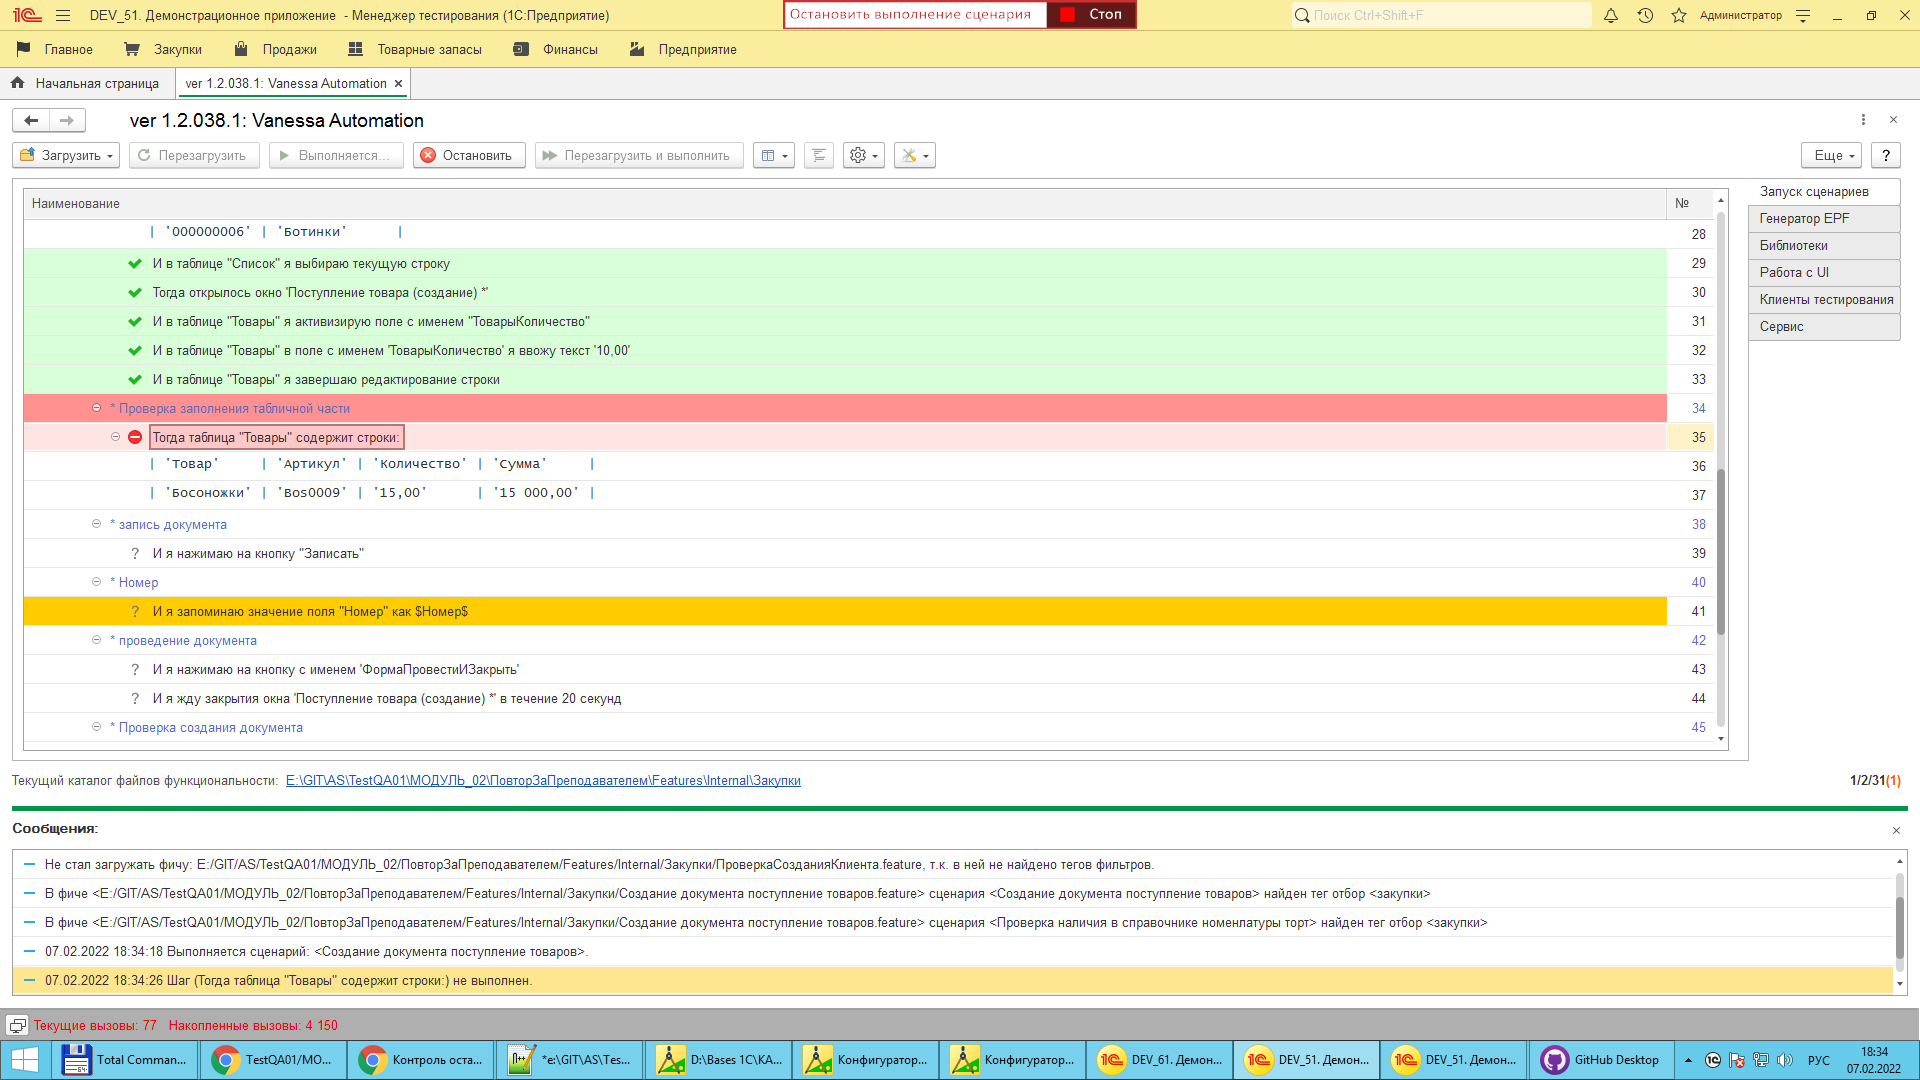 DEV_51. Демонстрационное приложение - Менеджер тестирования (1С:Предприятие)
Остановить выполнение сценария
Стоп
Поиск Ctrl+Shift+F
Администратор
Главное
Закупки
Продажи
Товарные запасы
Финансы
Предприятие
Начальная страница
ver 1.2.038.1: Vanessa Automation
ver 1.2.038.1: Vanessa Automation
Загрузить
Перезагрузить
Выполняется...
Остановить
Перезагрузить и выполнить
Еще
?
Наименование №
| '000000006' | 'Ботинки' | 28
И в таблице "Список" я выбираю текущую строку 29
Тогда открылось окно 'Поступление товара (создание) *' 30
И в таблице "Товары" я активизирую поле с именем "ТоварыКоличество" 31
И в таблице "Товары" в поле с именем 'ТоварыКоличество' я ввожу текст '10,00' 32
И в таблице "Товары" я завершаю редактирование строки 33
* Проверка заполнения табличной части 34
Тогда таблица "Товары" содержит строки: 35
| 'Товар' | 'Артикул' | 'Количество' | 'Сумма' | 36
| 'Босоножки' | 'Bos0009' | '15,00' | '15 000,00' | 37
* запись документа 38
? И я нажимаю на кнопку "Записать" 39
* Номер 40
? И я запоминаю значение поля "Номер" как $Номер$ 41
* проведение документа 42
? И я нажимаю на кнопку с именем 'ФормаПровестиИЗакрыть' 43
? И я жду закрытия окна 'Поступление товара (создание) *' в течение 20 секунд 44
* Проверка создания документа 45
Запуск сценариев
Генератор EPF
Библиотеки
Работа с UI
Клиенты тестирования
Сервис
Текущий каталог файлов функциональности: E:\GIT\AS\TestQA01\МОДУЛЬ_02\ПовторЗаПреподавателем\Features\Internal\Закупки 1/2/31(1)
Сообщения:
Не стал загружать фичу: E:/GIT/AS/TestQA01/МОДУЛЬ_02/ПовторЗаПреподавателем/Features/Internal/Закупки/ПроверкаСозданияКлиента.feature, т.к. в ней не найдено тегов фильтров.
В фиче <E:/GIT/AS/TestQA01/МОДУЛЬ_02/ПовторЗаПреподавателем/Features/Internal/Закупки/Создание документа поступление товаров.feature> сценария <Создание документа поступление товаров> найден тег отбор <закупки>
В фиче <E:/GIT/AS/TestQA01/МОДУЛЬ_02/ПовторЗаПреподавателем/Features/Internal/Закупки/Создание документа поступление товаров.feature> сценария <Проверка наличия в справочнике номенлатуры торт> найден тег отбор <закупки>
07.02.2022 18:34:18 Выполняется сценарий: <Создание документа поступление товаров>.
07.02.2022 18:34:26 Шаг (Тогда таблица "Товары" содержит строки:) не выполнен.
Текущие вызовы: 77 Накопленные вызовы: 4 150
Total Comman...
TestQA01/МО...
Контроль оста...
*e:\GIT\AS\Tes...
D:\Bases 1C\КА...
Конфигуратор...
Конфигуратор...
DEV_61. Демон...
DEV_51. Демон...
DEV_51. Демон...
GitHub Desktop
РУС
18:34
07.02.2022